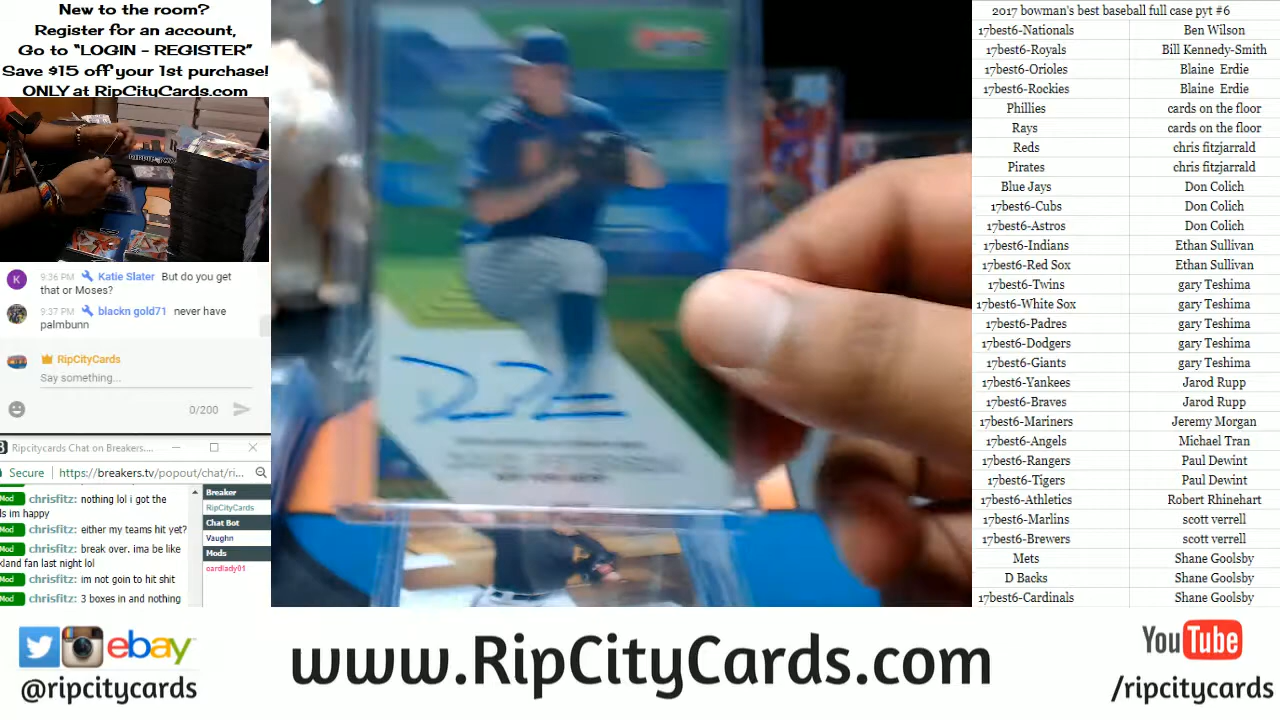 New to the room?
Register for an account,
Go to “LOGIN - REGISTER”
Save $15 off your 1st purchase!
ONLY at RipCityCards.com
K 9:36 PM Katie Slater But do you get
that or Moses?
9:37 PM blackn gold71 never have
palmbunn
RipCityCards
Say something...
0/200
Ripcitycards Chat on Breakers....
Secure https://breakers.tv/popout/chat/ri...
Mod chrisfitz: nothing lol i got the
ls im happy
Mod chrisfitz: either my teams hit yet?
Mod chrisfitz: break over. ima be like
kland fan last night lol
Mod chrisfitz: im not goin to hit shit
Mod chrisfitz: 3 boxes in and nothing
Breaker
RipCityCards
Chat Bot
Vaughn
Mods
cardlady01
2017 bowman's best baseball full case pyt #6
17best6-Nationals Ben Wilson
17best6-Royals Bill Kennedy-Smith
17best6-Orioles Blaine Erdie
17best6-Rockies Blaine Erdie
Phillies cards on the floor
Rays cards on the floor
Reds chris fitzjarrald
Pirates chris fitzjarrald
Blue Jays Don Colich
17best6-Cubs Don Colich
17best6-Astros Don Colich
17best6-Indians Ethan Sullivan
17best6-Red Sox Ethan Sullivan
17best6-Twins gary Teshima
17best6-White Sox gary Teshima
17best6-Padres gary Teshima
17best6-Dodgers gary Teshima
17best6-Giants gary Teshima
17best6-Yankees Jarod Rupp
17best6-Braves Jarod Rupp
17best6-Mariners Jeremy Morgan
17best6-Angels Michael Tran
17best6-Rangers Paul Dewint
17best6-Tigers Paul Dewint
17best6-Athletics Robert Rhinehart
17best6-Marlins scott verrell
17best6-Brewers scott verrell
Mets Shane Goolsby
D Backs Shane Goolsby
17best6-Cardinals Shane Goolsby
ebay
@ripcitycards
www.RipCityCards.com
YouTube
/ripcitycards